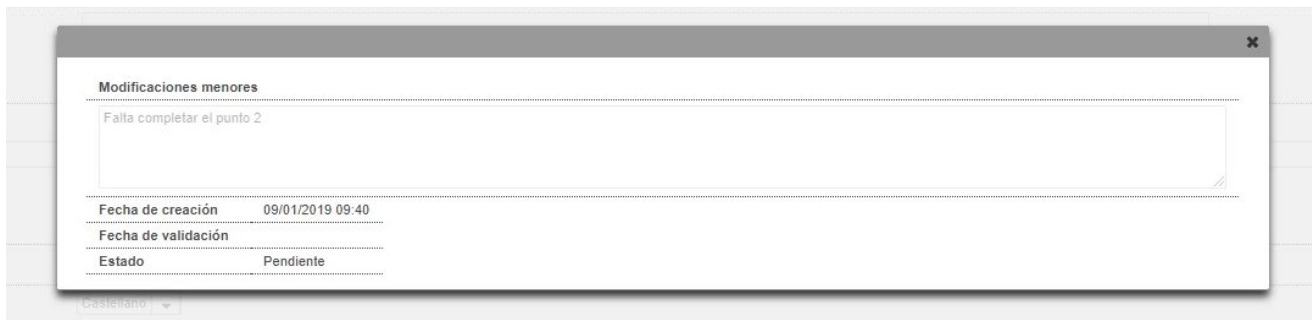 Modificaciones menores
Falta completar el punto 2
Fecha de creación 09/01/2019 09:40
Fecha de validación
Estado Pendiente
Castellano